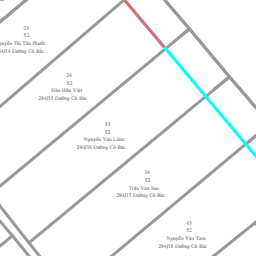 23
52
Nguyễn Thị Tấn Phước
284/14 Đường Cô Bắc
24
52
Đào Hữu Việt
284/15 Đường Cô Bắc
33
52
Nguyễn Văn Liêm
284/16 Đường Cô Bắc
34
52
Trần Văn Sao
284/17 Đường Cô Bắc
43
52
Nguyễn Văn Tam
284/18 Đường Cô Bắc